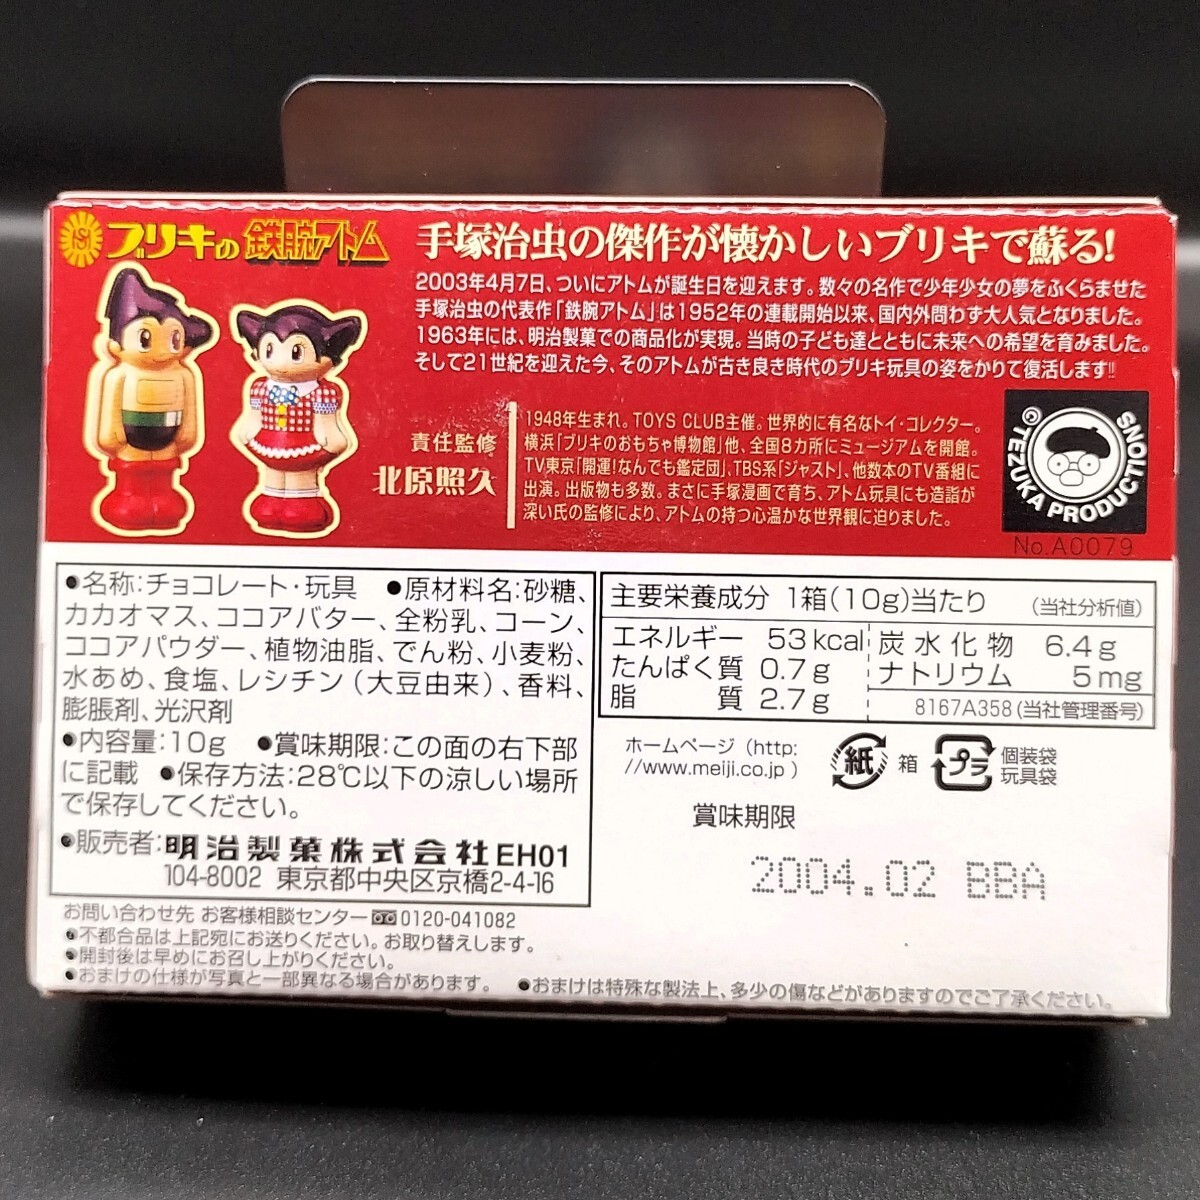 ブリキの鉄腕アトム
手塚治虫の傑作が懐かしいブリキで蘇る!
2003年4月7日、ついにアトムが誕生日を迎えます。数々の名作で少年少女の夢をふくらませた
手塚治虫の代表作「鉄腕アトム」は1952年の連載開始以来、国内外問わず大人気となりました。
1963年には、明治製菓での商品化が実現。当時の子ども達とともに未来への希望を育みました。
そして21世紀を迎えた今、そのアトムが古き良き時代のブリキ玩具の姿をかりて復活します!!
責任監修
北原照久
1948年生まれ。TOYS CLUB主催。世界的に有名なトイ・コレクター。
横浜「ブリキのおもちゃ博物館」他、全国8カ所にミュージアムを開館。
TV東京「開運!なんでも鑑定団」、TBS系「ジャスト」、他数本のTV番組に
出演。出版物も多数。まさに手塚漫画で育ち、アトム玩具にも造詣が
深い氏の監修により、アトムの持つ心温かな世界観に迫りました。
©TEZUKA PRODUCTIONS
No.A0079
●名称:チョコレート・玩具 ●原材料名:砂糖、
カカオマス、ココアバター、全粉乳、コーン、
ココアパウダー、植物油脂、でん粉、小麦粉、
水あめ、食塩、レシチン(大豆由来)、香料、
膨脹剤、光沢剤
●内容量:10g ●賞味期限:この面の右下部
に記載 ●保存方法:28℃以下の涼しい場所
で保存してください。
●販売者:明治製菓株式会社EH01
104-8002 東京都中央区京橋2-4-16
主要栄養成分 1箱(10g)当たり (当社分析値)
エネルギー 53kcal 炭水化物 6.4g
たんぱく質 0.7g ナトリウム 5mg
脂質 2.7g 8167A358(当社管理番号)
ホームページ(http:
//www.meiji.co.jp)
紙 箱
プラ 個装袋
玩具袋
賞味期限
2004.02 BBA
お問い合わせ先 お客様相談センター 0120-041082
●不都合品は上記宛にお送りください。お取り替えします。
●開封後は早めにお召し上がりください。
●おまけの仕様が写真と一部異なる場合があります。 ●おまけは特殊な製法上、多少の傷などがありますのでご了承ください。